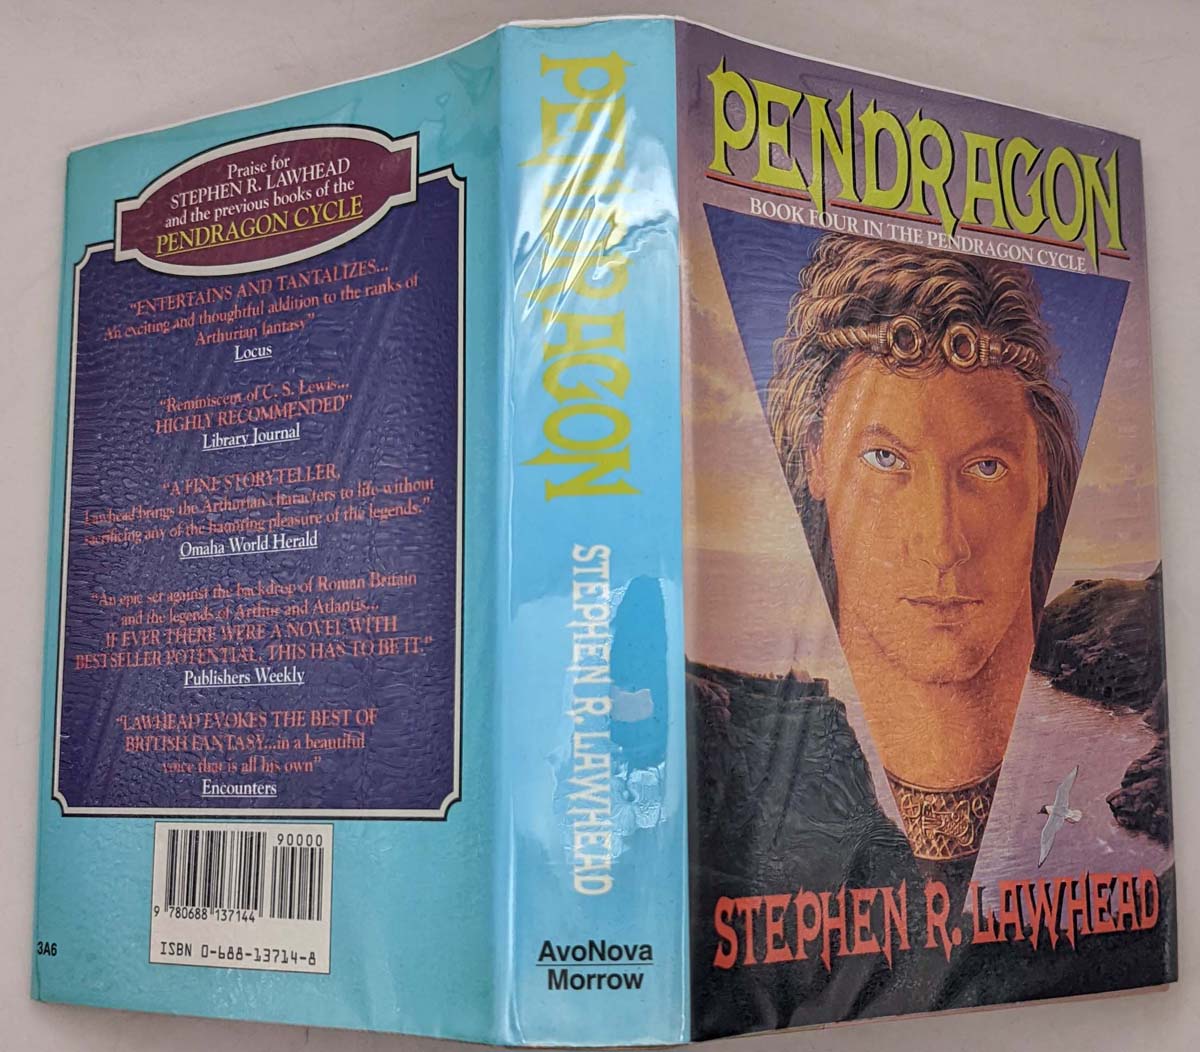 Praise for
STEPHEN R. LAWHEAD
and the previous books of the
PENDRAGON CYCLE
"ENTERTAINS AND TANTALIZES...
An exciting and thoughtful addition to the ranks of
Arthurian fantasy"
Locus
"Reminiscent of C. S. Lewis...
HIGHLY RECOMMENDED"
Library Journal
"A FINE STORYTELLER,
Lawhead brings the Arthurian characters to life without
sacrificing any of the haunting pleasure of the legends."
Omaha World Herald
"An epic set against the backdrop of Roman Britain
and the legends of Arthur and Atlantis...
IF EVER THERE WERE A NOVEL WITH
BESTSELLER POTENTIAL, THIS HAS TO BE IT."
Publishers Weekly
"LAWHEAD EVOKES THE BEST OF
BRITISH FANTASY...in a beautiful
voice that is all his own"
Encounters
90000
9 780688 137144
ISBN 0-688-13714-8
3A6
PENDRAGON
STEPHEN R. LAWHEAD
AvoNova
Morrow
PENDRAGON
BOOK FOUR IN THE PENDRAGON CYCLE
STEPHEN R. LAWHEAD